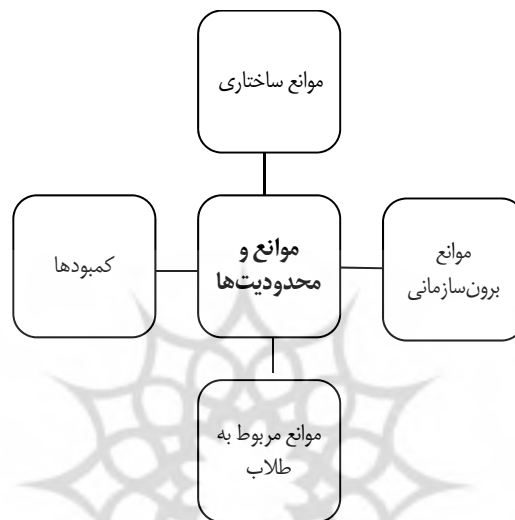 موانع ساختاری
موانع
برون‌سازمانی
موانع و
محدودیت‌ها
کمبودها
موانع مربوط به
طلاب